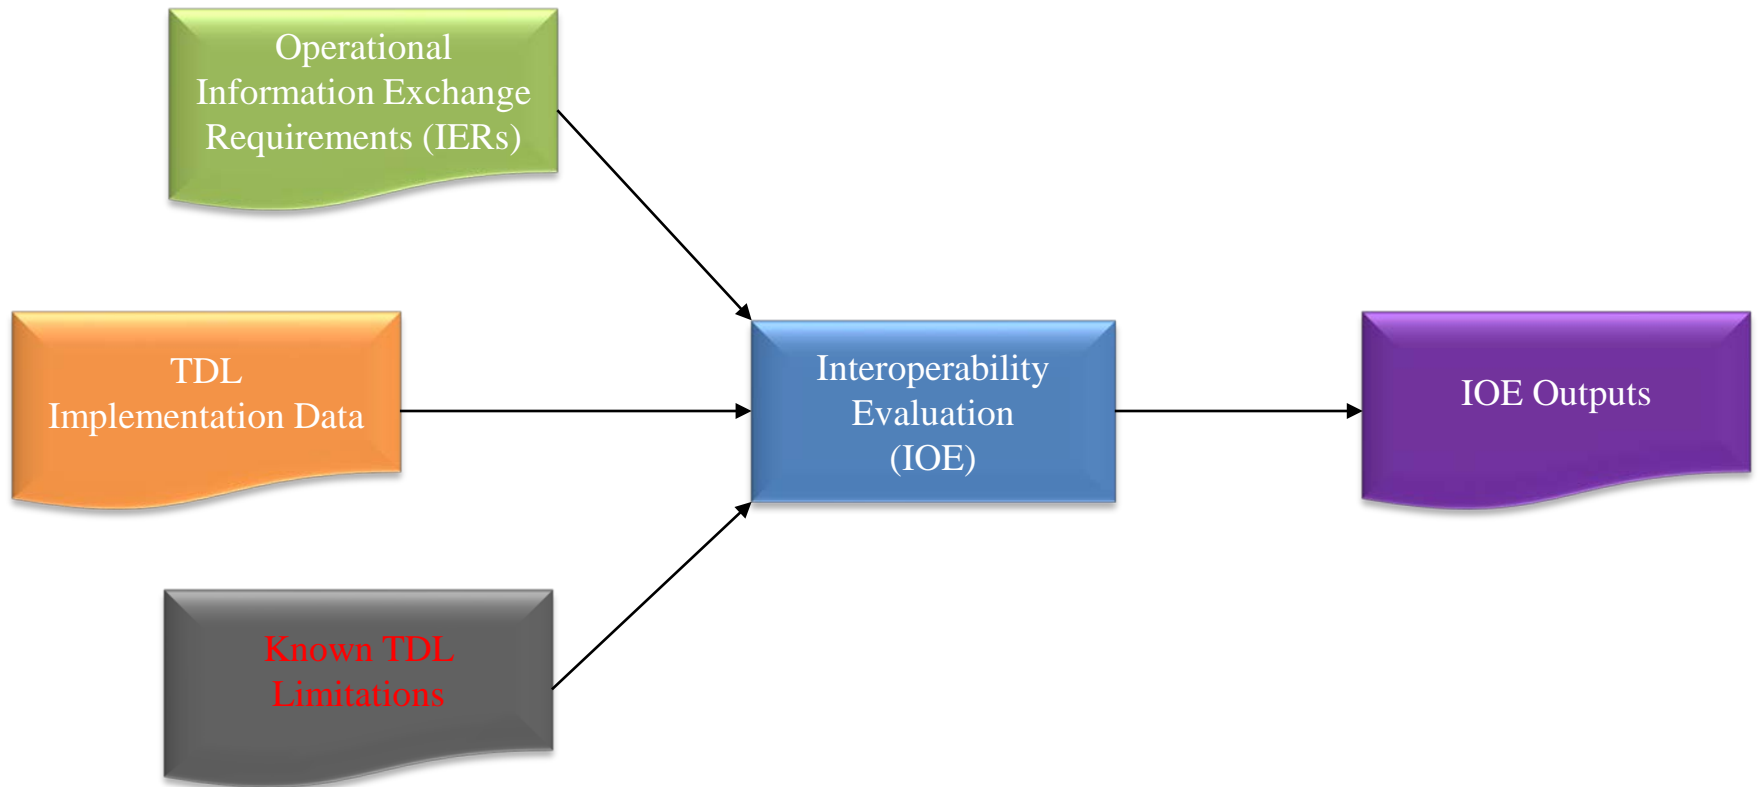 Operational
Information Exchange
Requirements (IERs)
TDL
Implementation Data
Interoperability
Evaluation
(IOE)
IOE Outputs
Known TDL
Limitations